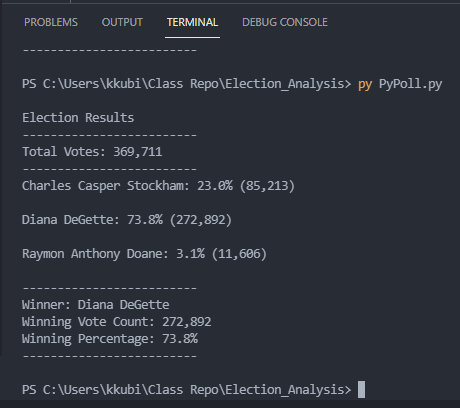 PROBLEMS OUTPUT TERMINAL DEBUG CONSOLE
-------------------------
PS C:\Users\kkubi\Class Repo\Election_Analysis> py PyPoll.py
Election Results
-------------------------
Total Votes: 369,711
-------------------------
Charles Casper Stockham: 23.0% (85,213)
Diana DeGette: 73.8% (272,892)
Raymon Anthony Doane: 3.1% (11,606)
-------------------------
Winner: Diana DeGette
Winning Vote Count: 272,892
Winning Percentage: 73.8%
-------------------------
PS C:\Users\kkubi\Class Repo\Election_Analysis>